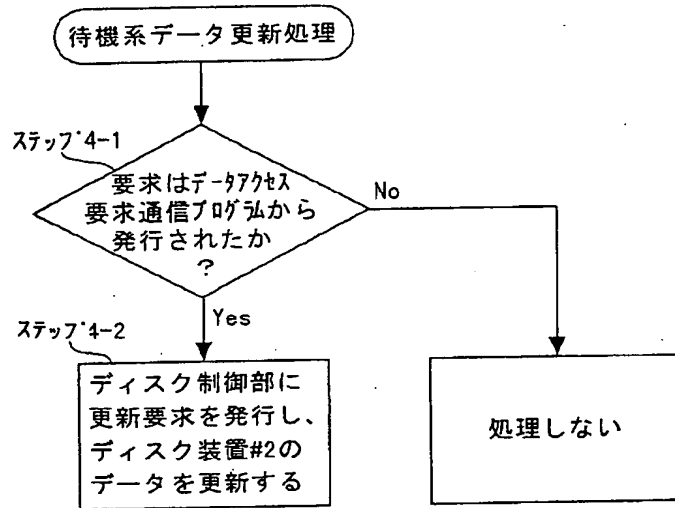 待機系データ更新処理
ステップ4-1
要求はデータアクセス
要求通信プログラムから
発行されたか
?
No
Yes
ステップ4-2
ディスク制御部に
更新要求を発行し、
ディスク装置#2の
データを更新する
処理しない